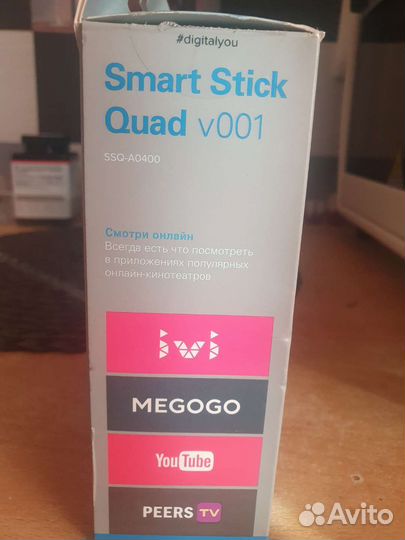 #digitalyou
Smart Stick
Quad v001
SSQ-A0400
Смотри онлайн
Всегда есть что посмотреть
в приложениях популярных
онлайн-кинотеатров
ivi
MEGOGO
YouTube
PEERS TV
Avito